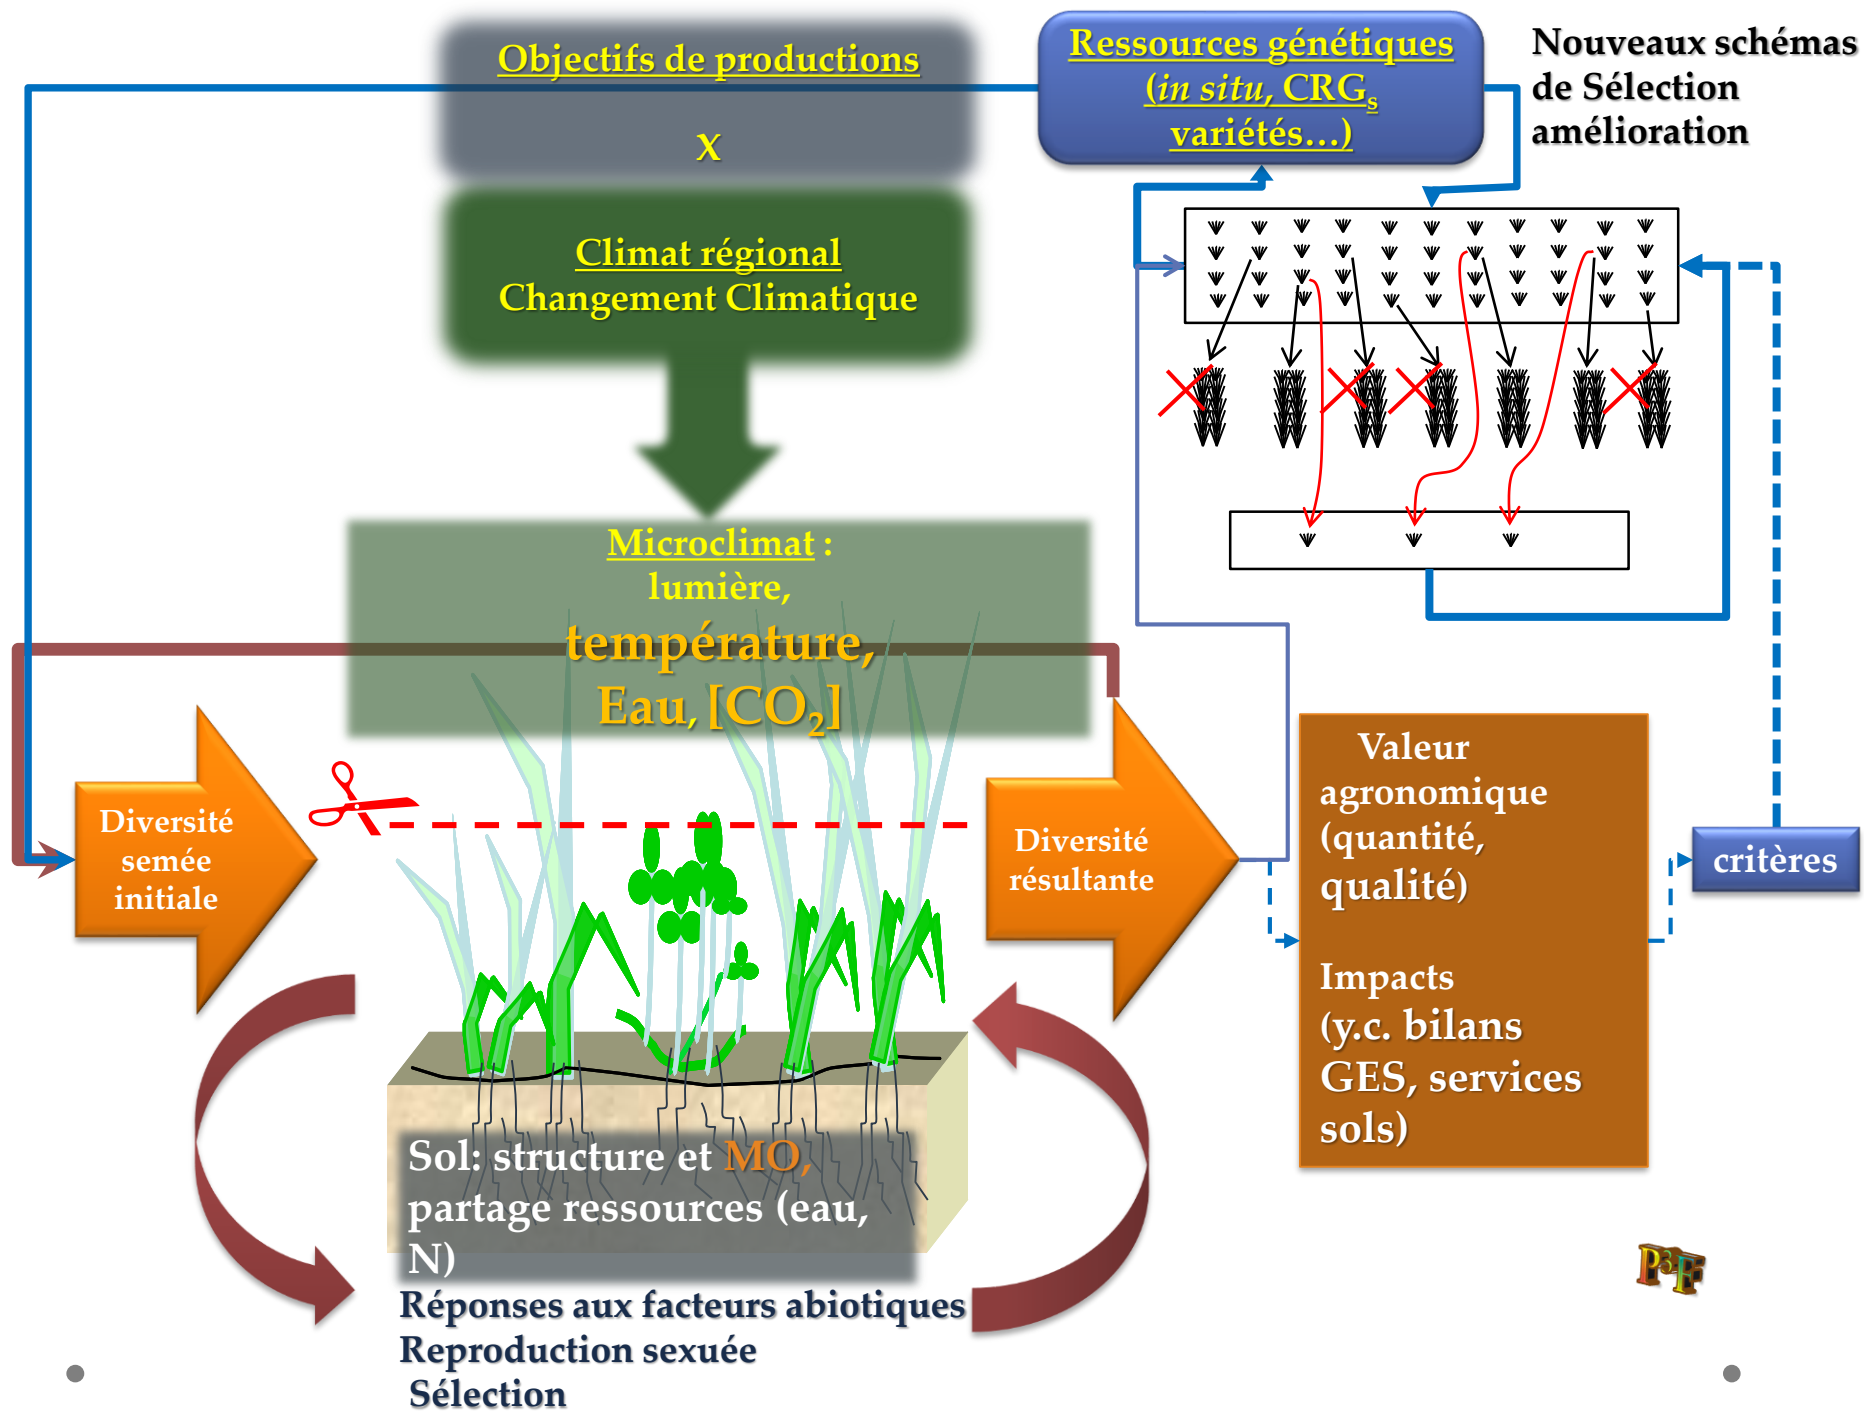 Objectifs de productions
X
Ressources génétiques
(in situ, CRGs
variétés...)
Nouveaux schémas
de Sélection
amélioration
Climat régional
Changement Climatique
Microclimat :
lumière,
température,
Eau, [CO2]
Diversité
semée
initiale
Diversité
résultante
Valeur
agronomique
(quantité,
qualité)
Impacts
(y.c. bilans
GES, services
sols)
critères
Sol: structure et MO,
partage ressources (eau,
N)
Réponses aux facteurs abiotiques
Reproduction sexuée
Sélection
P3F